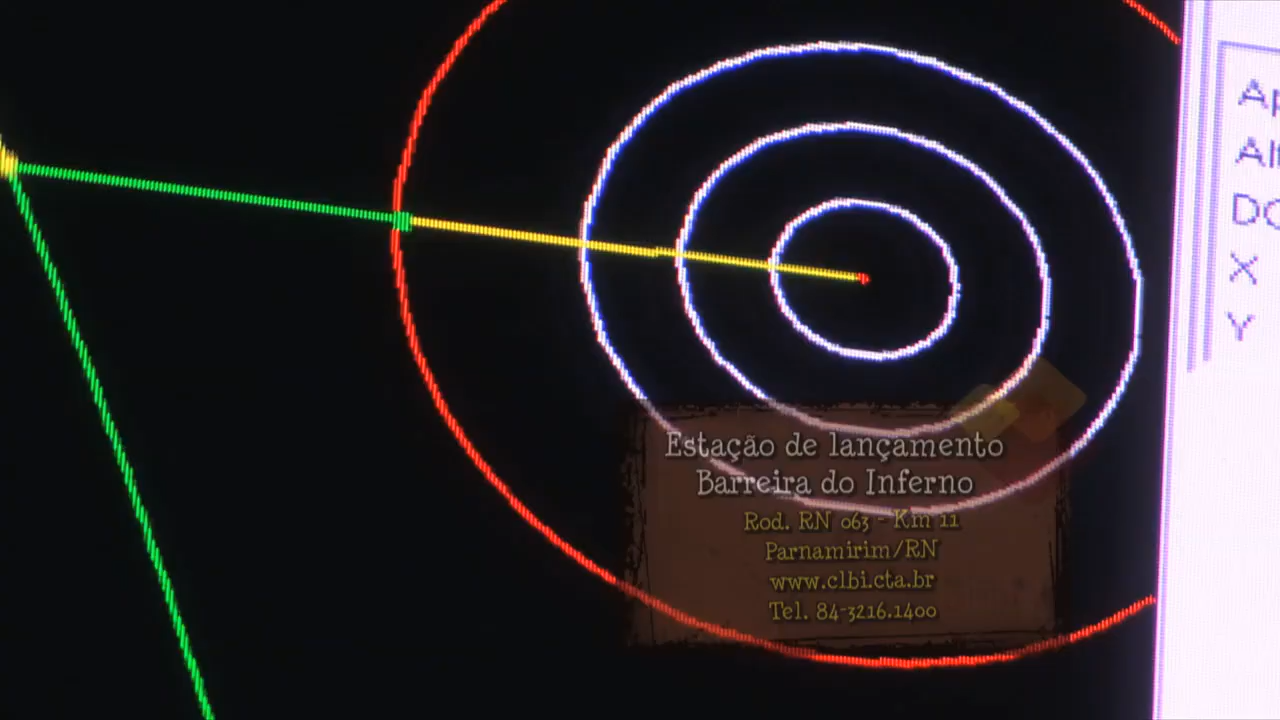 Estação de lançamento
Barreira do Inferno
Rod. RN 063 - Km 11
Parnamirim/RN
www.clbi.cta.br
Tel. 84-3216.1400
X
Y